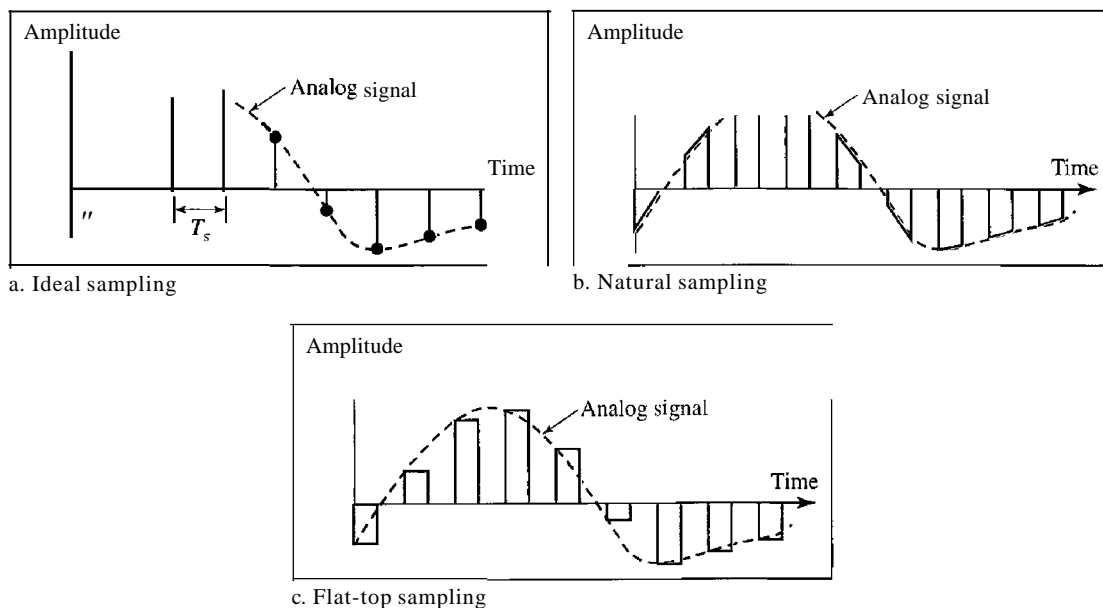 Amplitude
Analog signal
Time
"
Ts
a. Ideal sampling
Amplitude
Analog signal
Time
b. Natural sampling
Amplitude
Analog signal
Time
c. Flat-top sampling